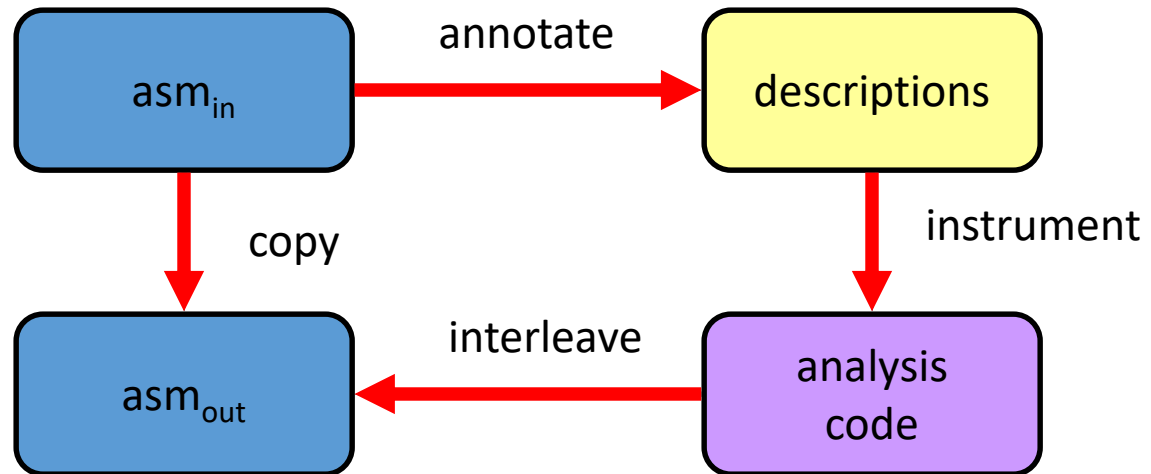 annotate
asm_in
descriptions
copy
instrument
interleave
asm_out
analysis
code